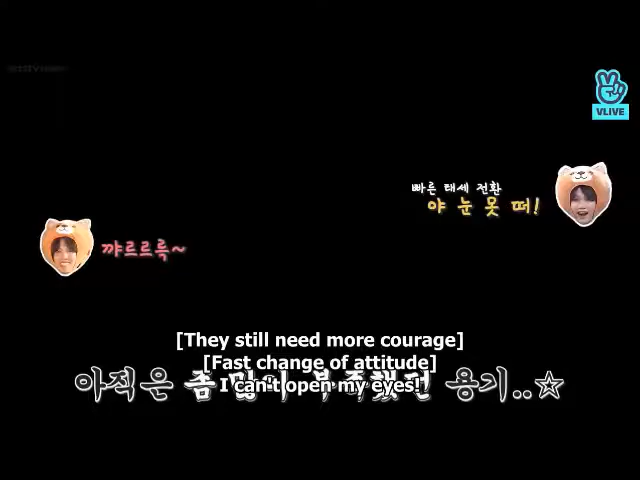 VLIVE
빠른 태세 전환
야 눈 못 떠!
꺄르르륵~
[They still need more courage]
[Fast change of attitude]
I can't open my eyes!
아직은 좀 많이 부족했던 용기..☆